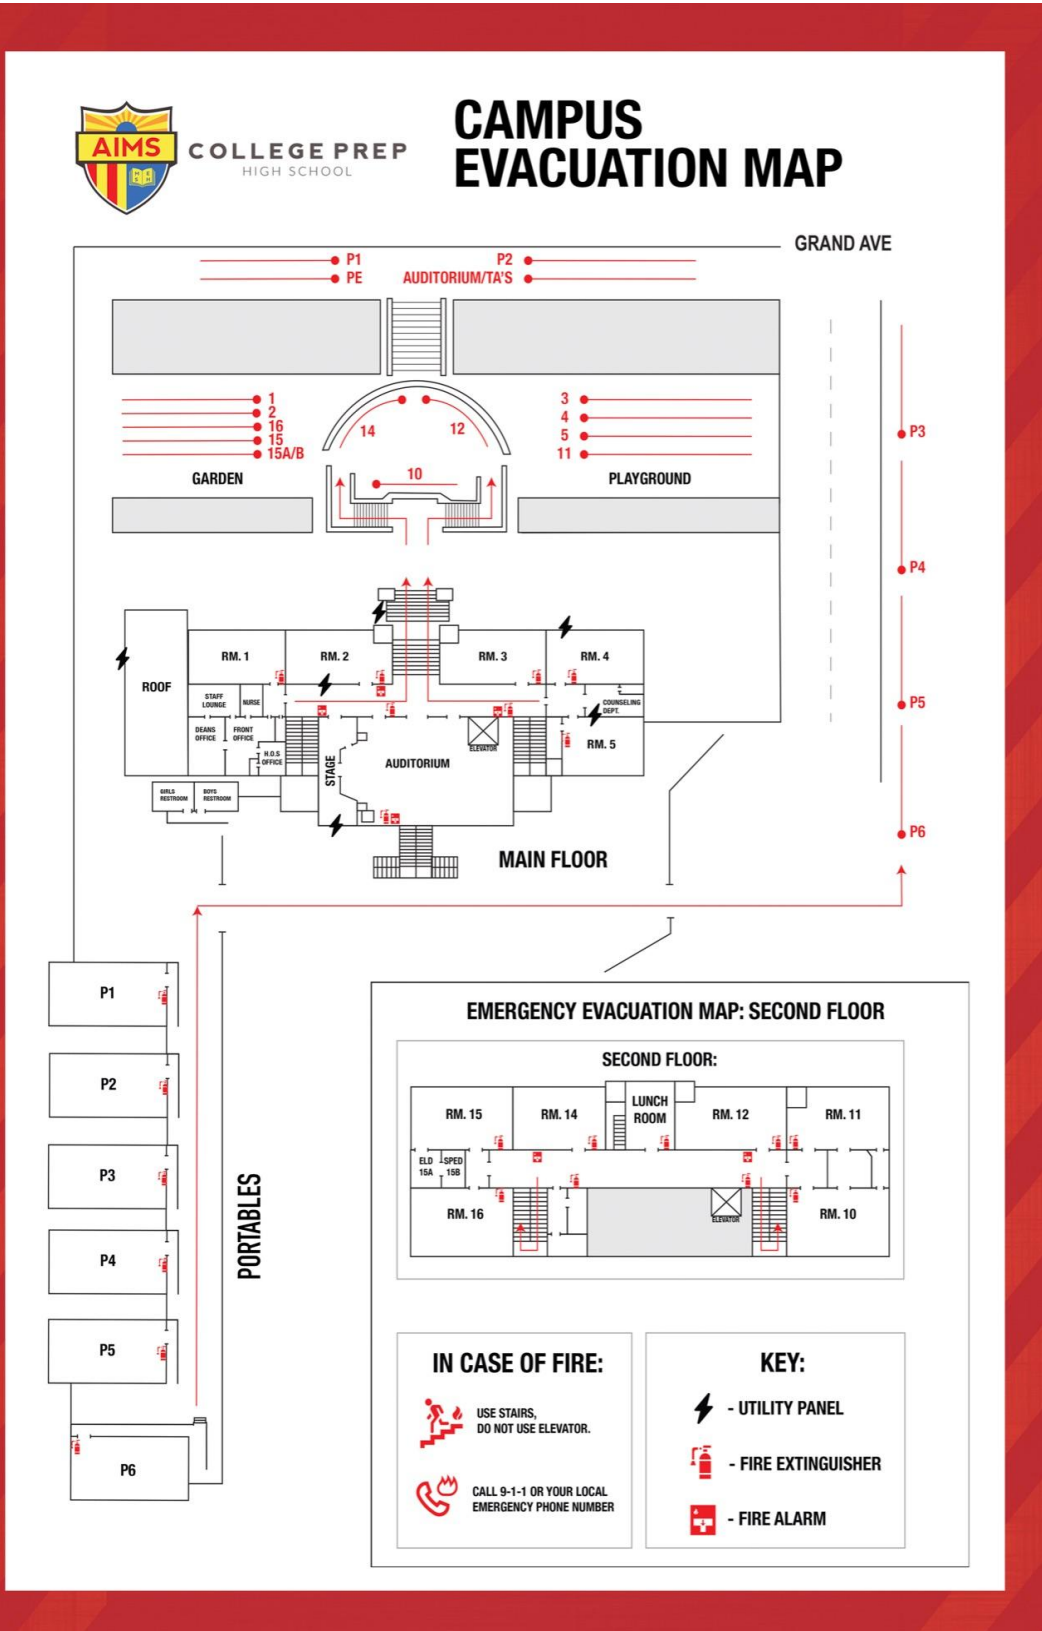 AIMS
COLLEGE PREP
HIGH SCHOOL
CAMPUS
EVACUATION MAP
GRAND AVE
P1
P2
PE
AUDITORIUM/TA'S
1
2
16
15
15A/B
14
12
10
3
4
5
11
GARDEN
PLAYGROUND
P3
P4
P5
P6
ROOF
RM. 1
RM. 2
RM. 3
RM. 4
STAFF
LOUNGE
NURSE
COUNSELING
DEPT.
DEANS
OFFICE
FRONT
OFFICE
H.O.S
OFFICE
STAGE
AUDITORIUM
ELEVATOR
RM. 5
GIRLS
RESTROOM
BOYS
RESTROOM
MAIN FLOOR
P1
P2
P3
P4
P5
P6
PORTABLES
EMERGENCY EVACUATION MAP: SECOND FLOOR
SECOND FLOOR:
RM. 15
RM. 14
LUNCH
ROOM
RM. 12
RM. 11
ELD
15A
SPED
15B
RM. 16
ELEVATOR
RM. 10
IN CASE OF FIRE:
USE STAIRS,
DO NOT USE ELEVATOR.
CALL 9-1-1 OR YOUR LOCAL
EMERGENCY PHONE NUMBER
KEY:
- UTILITY PANEL
- FIRE EXTINGUISHER
- FIRE ALARM